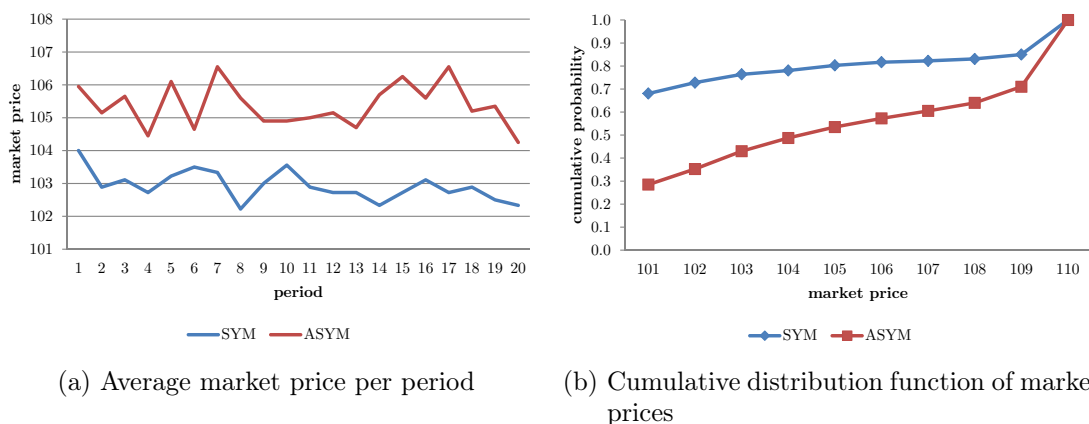 108
107
106
105
104
103
102
101
market price
1 2 3 4 5 6 7 8 9 10 11 12 13 14 15 16 17 18 19 20
period
SYM ASYM
(a) Average market price per period
1.0
0.9
0.8
0.7
0.6
0.5
0.4
0.3
0.2
0.1
0.0
cumulative probability
101 102 103 104 105 106 107 108 109 110
market price
SYM ASYM
(b) Cumulative distribution function of marke
prices